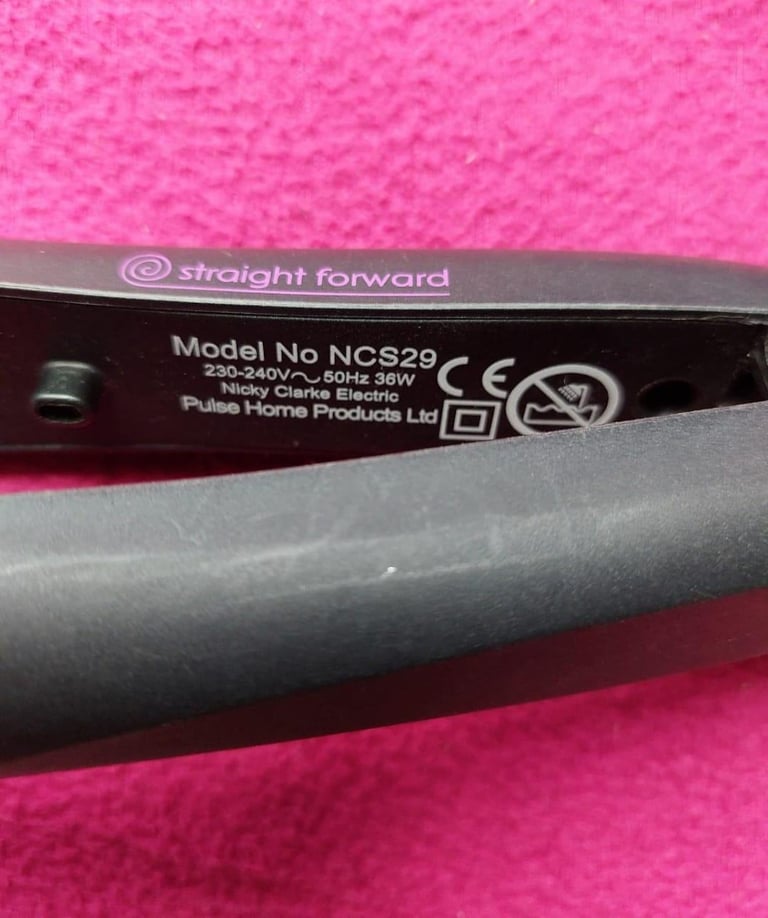 straight forward
Model No NCS29
230-240V~50Hz 36W
Nicky Clarke Electric
Pulse Home Products Ltd
CE